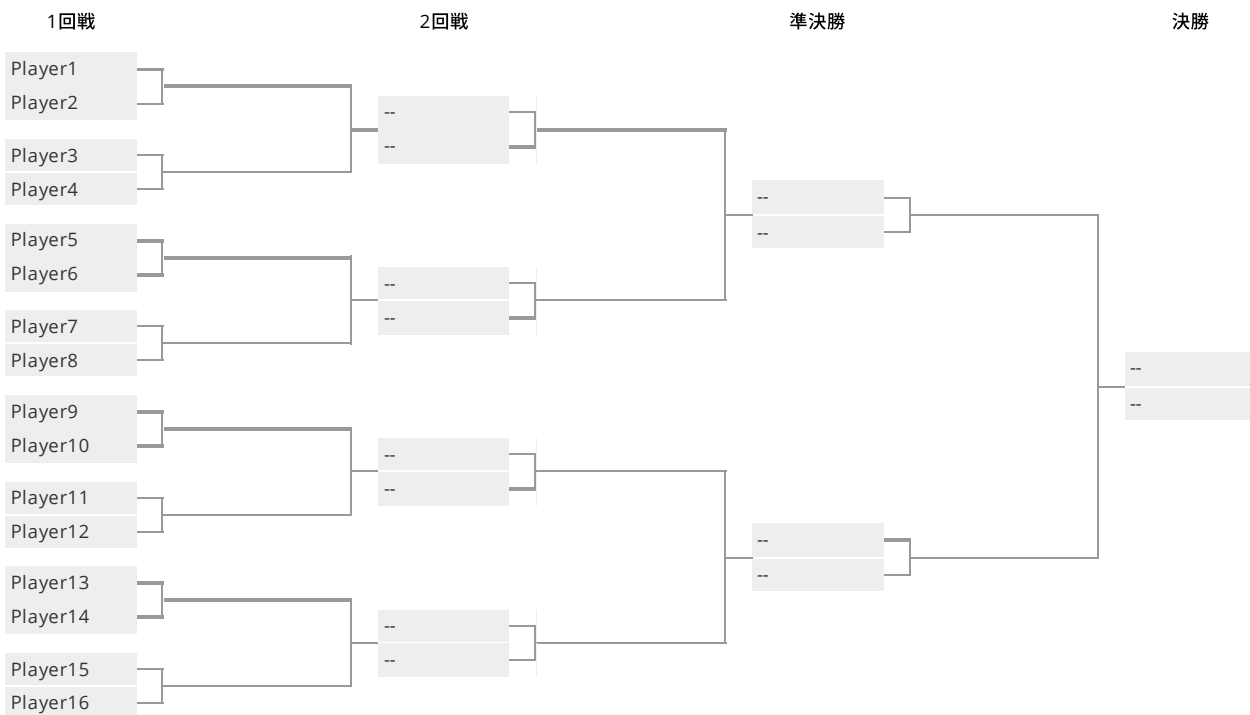 1回戦
2回戦
準決勝
決勝
Player1
Player2
Player3
Player4
Player5
Player6
Player7
Player8
Player9
Player10
Player11
Player12
Player13
Player14
Player15
Player16
--
--
--
--
--
--
--
--
--
--
--
--
--
--